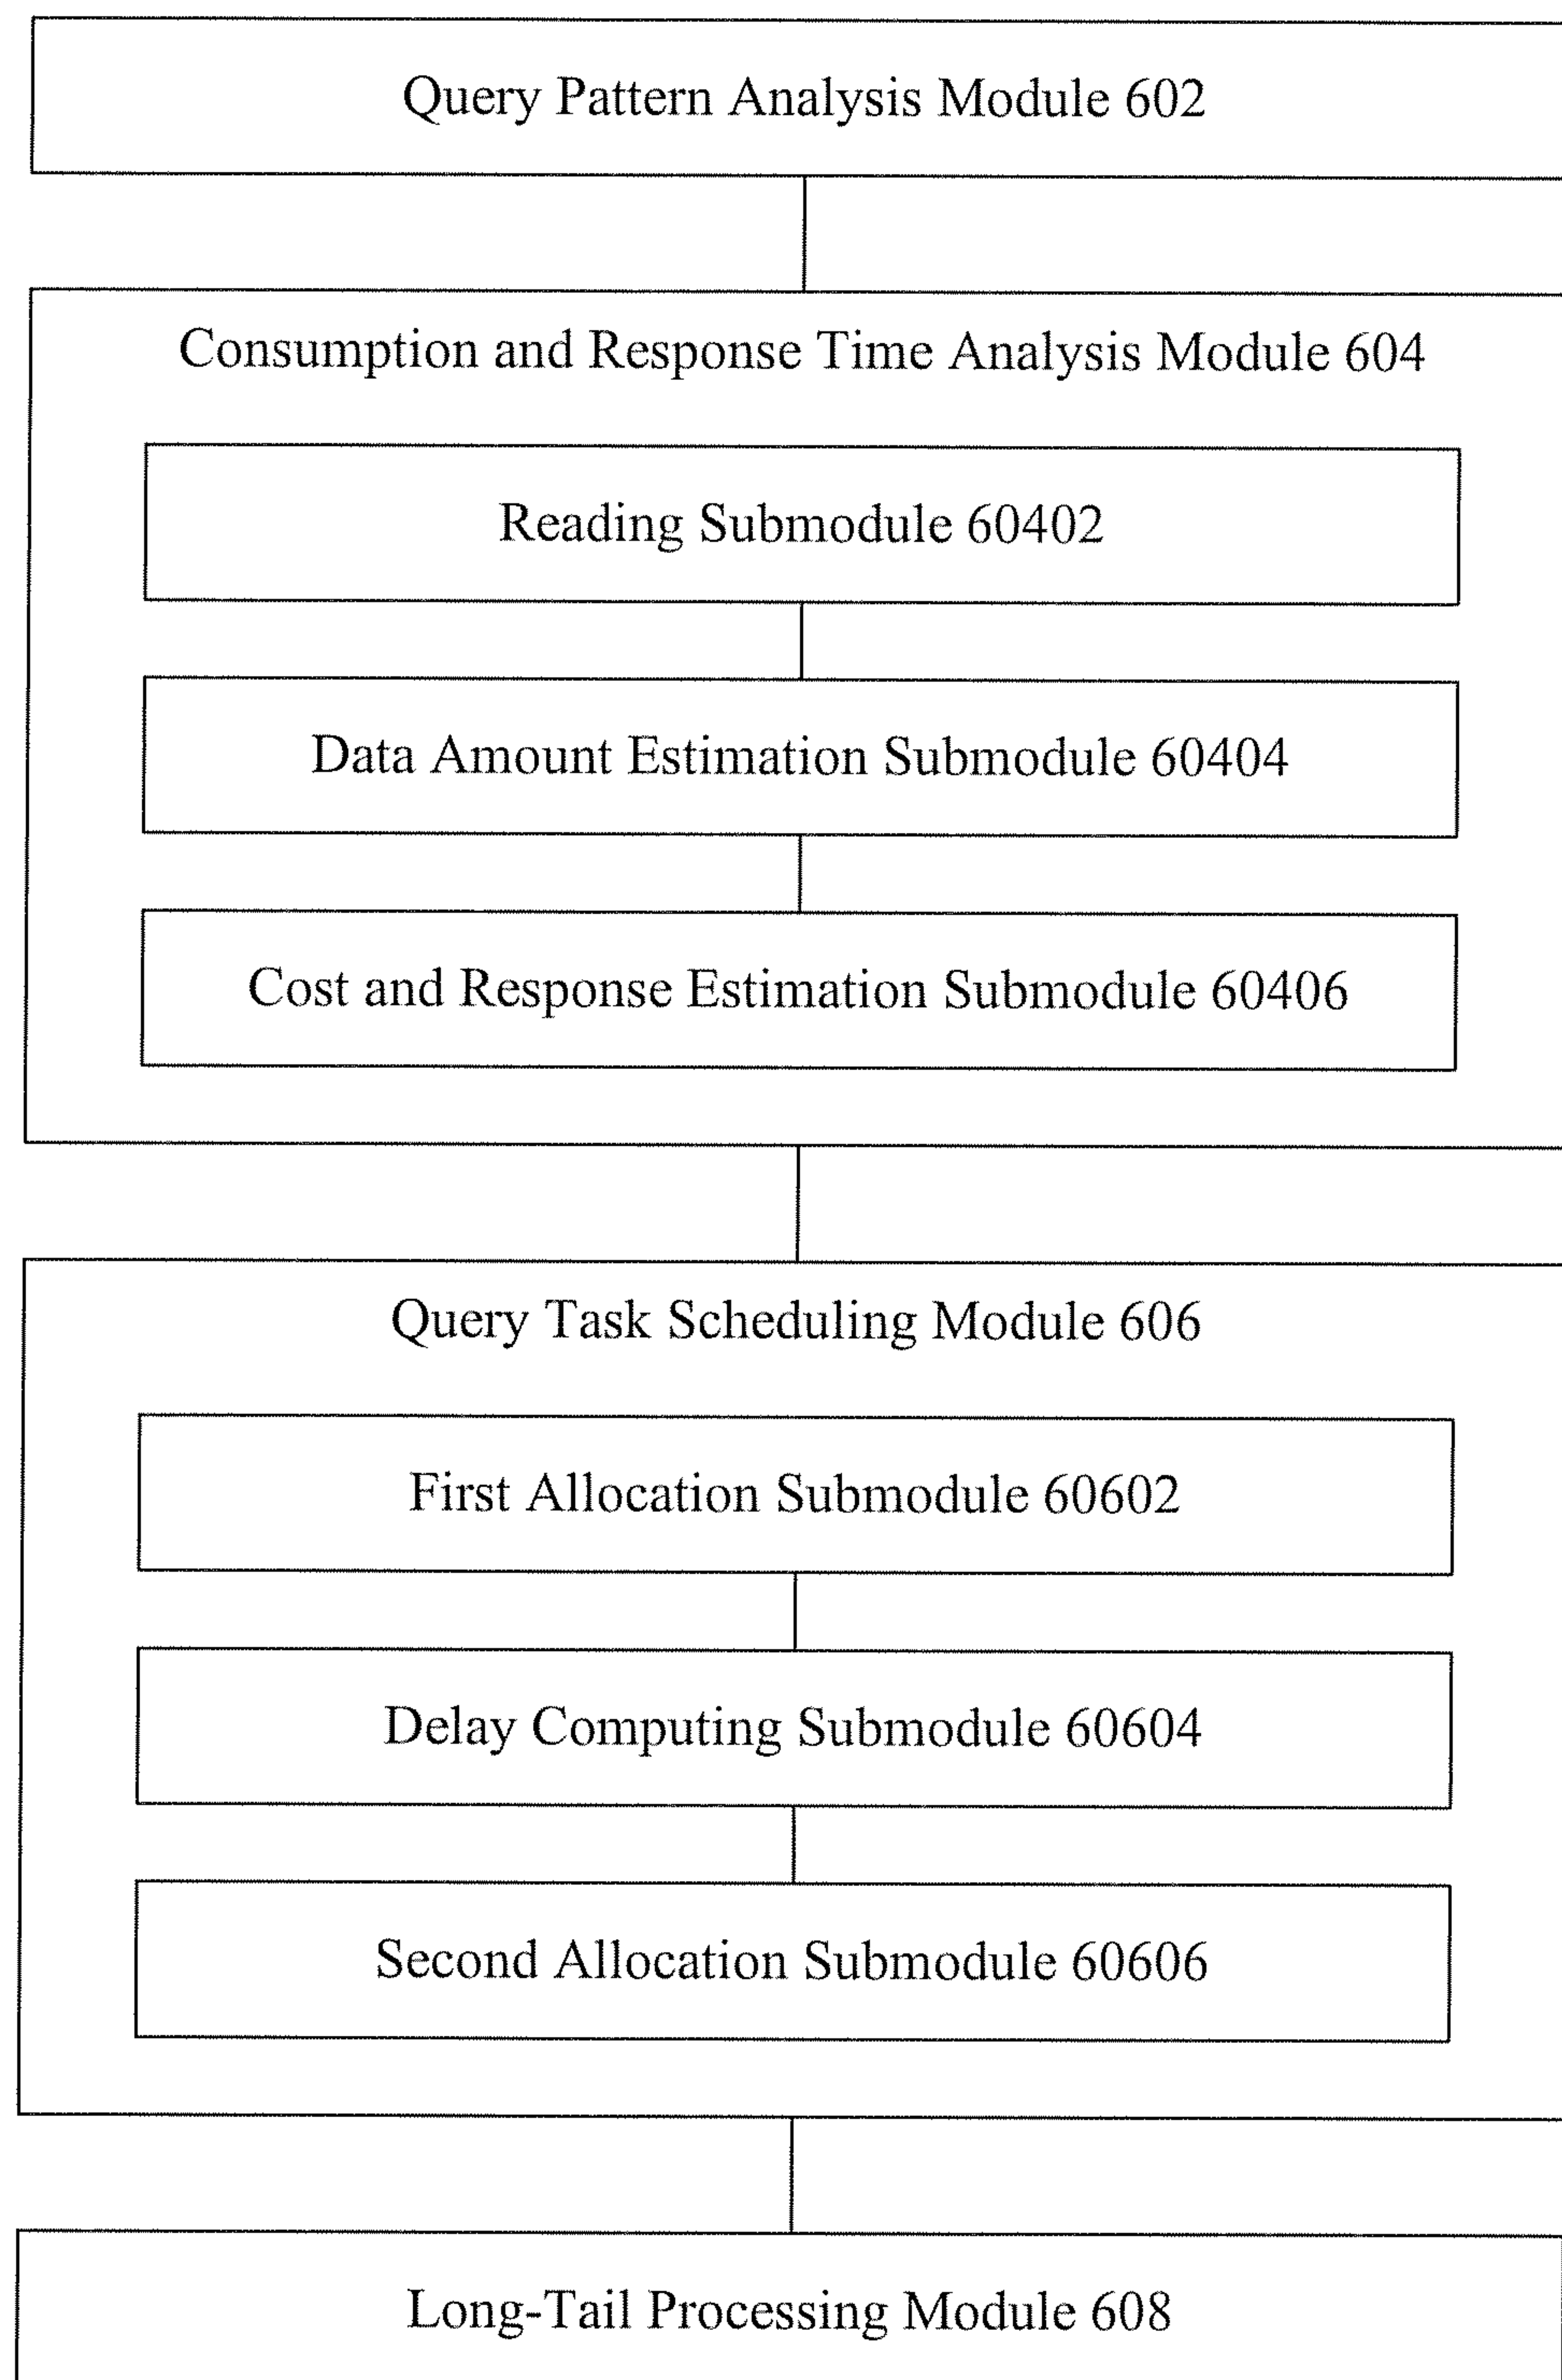 Query Pattern Analysis Module 602
Consumption and Response Time Analysis Module 604
Reading Submodule 60402
Data Amount Estimation Submodule 60404
Cost and Response Estimation Submodule 60406
Query Task Scheduling Module 606
First Allocation Submodule 60602
Delay Computing Submodule 60604
Second Allocation Submodule 60606
Long-Tail Processing Module 608